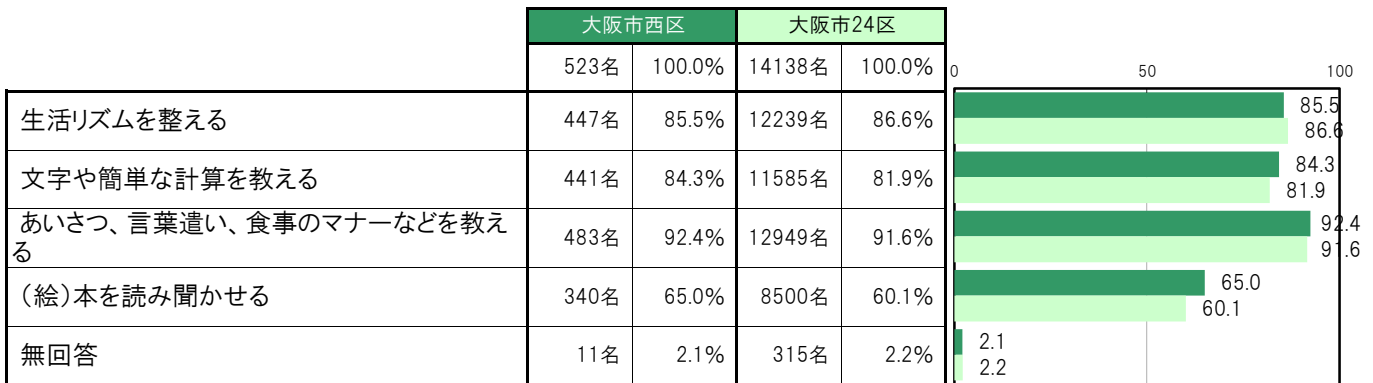 大阪市西区 大阪市24区
523名 100.0% 14138名 100.0% 0 50 100
生活リズムを整える 447名 85.5% 12239名 86.6% 85.5
86.6
文字や簡単な計算を教える 441名 84.3% 11585名 81.9% 84.3
81.9
あいさつ、言葉遣い、食事のマナーなどを教え
る 483名 92.4% 12949名 91.6% 92.4
91.6
（絵）本を読み聞かせる 340名 65.0% 8500名 60.1% 65.0
60.1
無回答 11名 2.1% 315名 2.2% 2.1
2.2